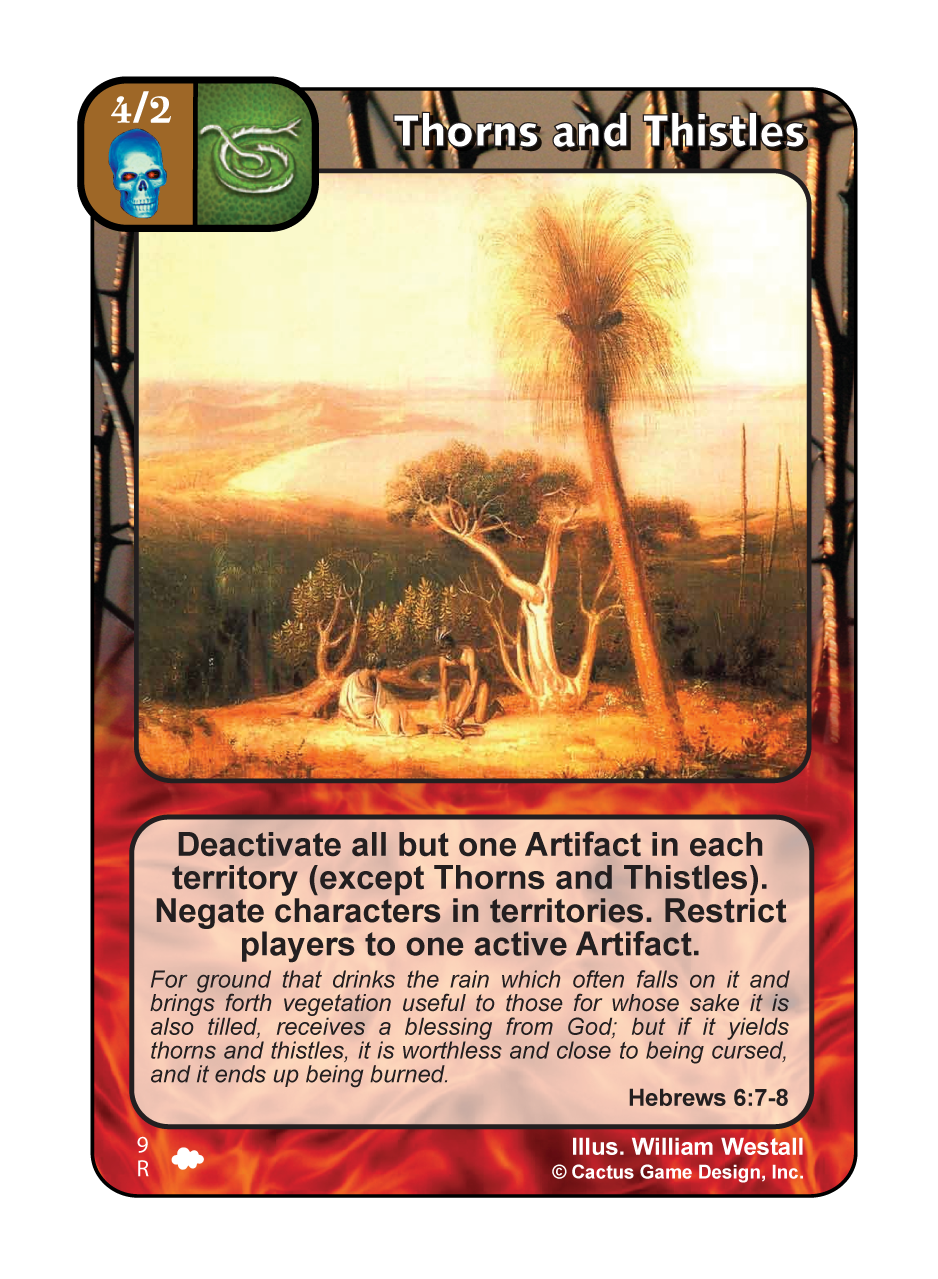 4/2
Thorns and Thistles
Deactivate all but one Artifact in each
territory (except Thorns and Thistles).
Negate characters in territories. Restrict
players to one active Artifact.
For ground that drinks the rain which often falls on it and
brings forth vegetation useful to those for whose sake it is
also tilled, receives a blessing from God; but if it yields
thorns and thistles, it is worthless and close to being cursed,
and it ends up being burned.
Hebrews 6:7-8
9
R
Illus. William Westall
© Cactus Game Design, Inc.